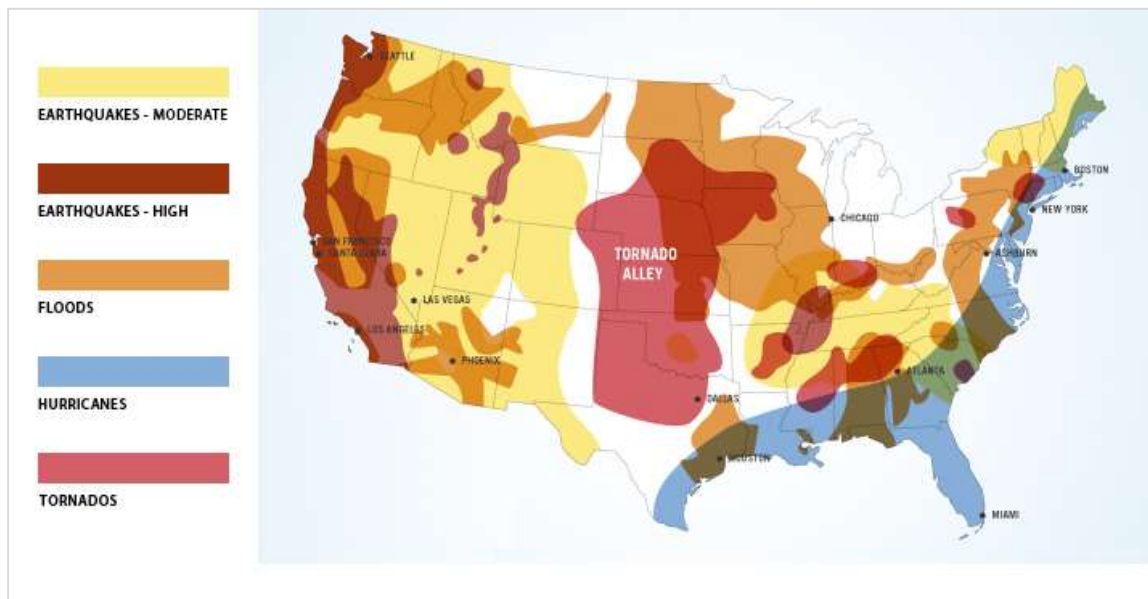 EARTHQUAKES - MODERATE
EARTHQUAKES - HIGH
FLOODS
HURRICANES
TORNADOS
SEATTLE
SAN FRANCISCO
SANTA CLARA
LAS VEGAS
LOS ANGELES
PHOENIX
TORNADO
ALLEY
DALLAS
HOUSTON
CHICAGO
ATLANTA
MIAMI
ASHBURN
NEW YORK
BOSTON